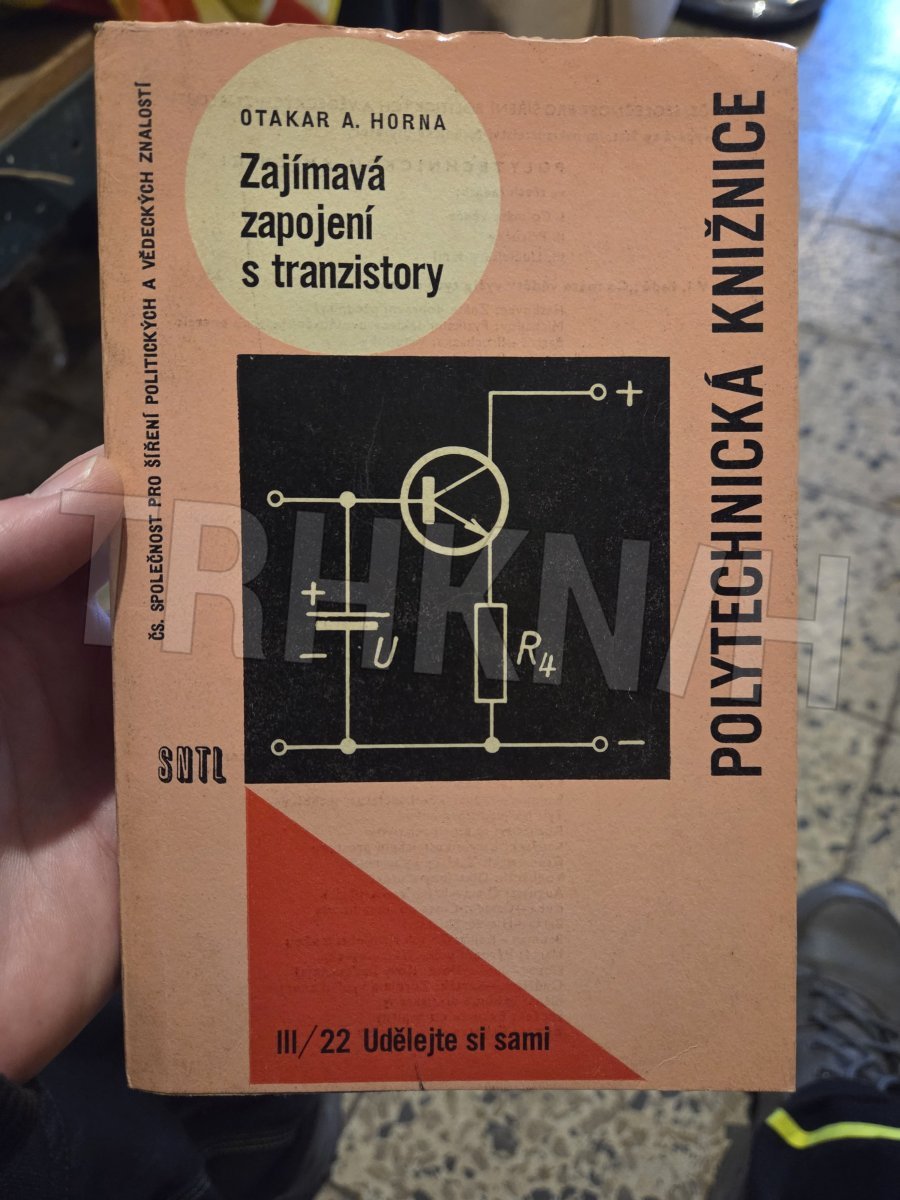 ČS. SPOLEČNOST PRO ŠÍŘENÍ POLITICKÝCH A VĚDECKÝCH ZNALOSTÍ
OTAKAR A. HORNA
Zajímavá
zapojení
s tranzistory
POLYTECHNICKÁ KNIŽNICE
+
+
− U R4
−
SNTL
III/22 Udělejte si sami
TRHKNIH